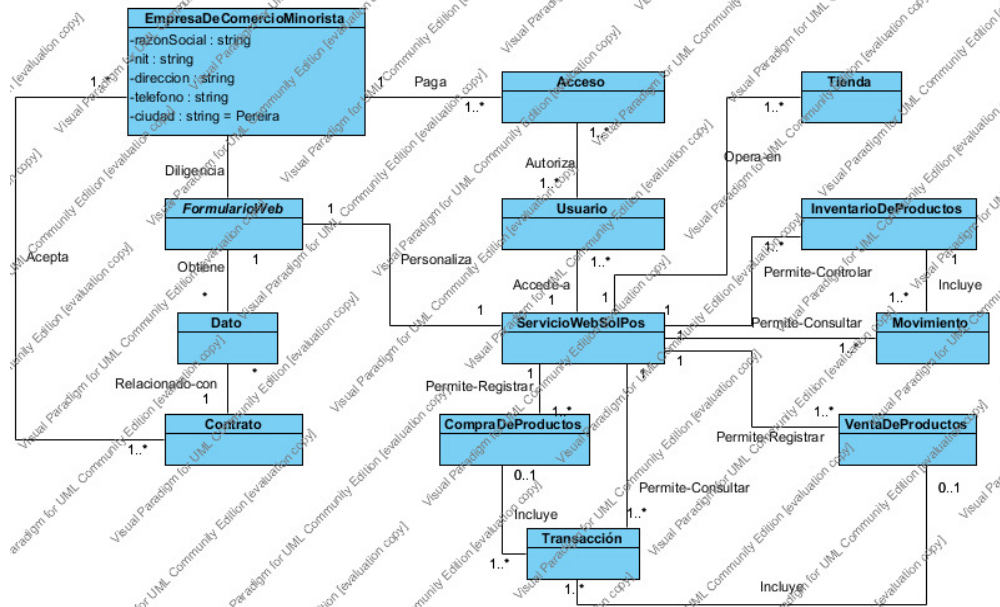 EmpresaDeComercioMinorista
-razonSocial : string
-nit : string
-direccion : string
-telefono : string
-ciudad : string = Pereira
1..*
1
Paga
1..*
Acceso
1..*
Tienda
1..*
Opera-en
Autoriza
1..*
Diligencia
FormularioWeb
1
1
Usuario
1..*
InventarioDeProductos
1..*
1
Acepta
Obtiene
*
Personaliza
Accede-a
1
1
Permite-Controlar
Incluye
1..*
Dato
*
1
ServicioWebSolPos
1
1
*
1
1
Permite-Consultar
1..*
Movimiento
Relacionado-con
1
Permite-Registrar
1..*
Contrato
1..*
CompraDeProductos
0..1
1..*
Permite-Registrar
VentaDeProductos
0..1
Permite-Consultar
1..*
Incluye
1..*
Transacción
1..*
Incluye
Visual Paradigm for UML Community Edition [evaluation copy]